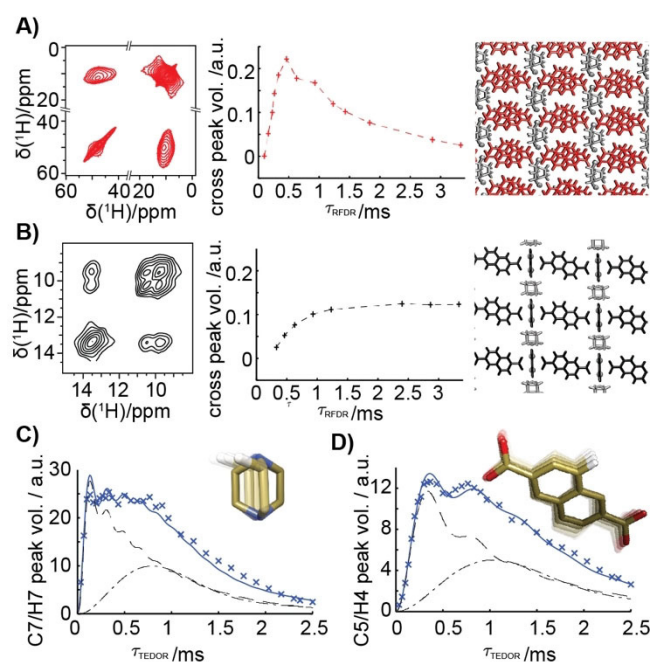 A)
δ(¹H)/ppm
0
10
40
60
60 40 20 0
δ(¹H)/ppm
cross peak vol. /a.u.
0.2
0.1
0
0 0.5 1 1.5 2 2.5 3
τRFDR /ms
B)
δ(¹H)/ppm
10
12
14
14 12 10
δ(¹H)/ppm
cross peak vol. /a.u.
0.2
0.1
0
0 0.5 1 1.5 2 2.5 3
τ
τRFDR /ms
C)
C7/H7 peak vol. / a.u.
30
20
10
0
0 0.5 1 1.5 2 2.5
τTEDOR /ms
D)
C5/H4 peak vol. / a.u.
12
8
4
0
0 0.5 1 1.5 2 2.5
τTEDOR /ms